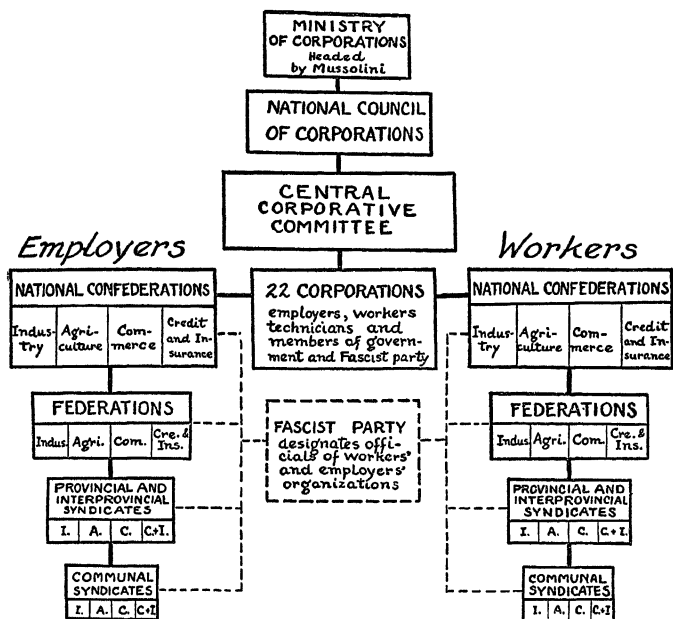 MINISTRY
OF CORPORATIONS
Headed
by Mussolini
NATIONAL COUNCIL
OF CORPORATIONS
CENTRAL
CORPORATIVE
COMMITTEE
Employers
NATIONAL CONFEDERATIONS
Indus-
try
Agri-
culture
Com-
merce
Credit
and In-
surance
FEDERATIONS
Indus.
Agri.
Com.
Cre. &
Ins.
PROVINCIAL AND
INTERPROVINCIAL
SYNDICATES
I. A. C. C.+I.
COMMUNAL
SYNDICATES
I. A. C. C+I
22 CORPORATIONS
employers, workers
technicians and
members of govern-
ment and Fascist party
FASCIST PARTY
designates offi-
cials of workers'
and employers'
organizations
Workers
NATIONAL CONFEDERATIONS
Indus-
try
Agri-
culture
Com-
merce
Credit
and In-
surance
FEDERATIONS
Indus.
Agri.
Com.
Cre. &
Ins.
PROVINCIAL AND
INTERPROVINCIAL
SYNDICATES
I. A. C. C.+I.
COMMUNAL
SYNDICATES
I. A. C. C+I.